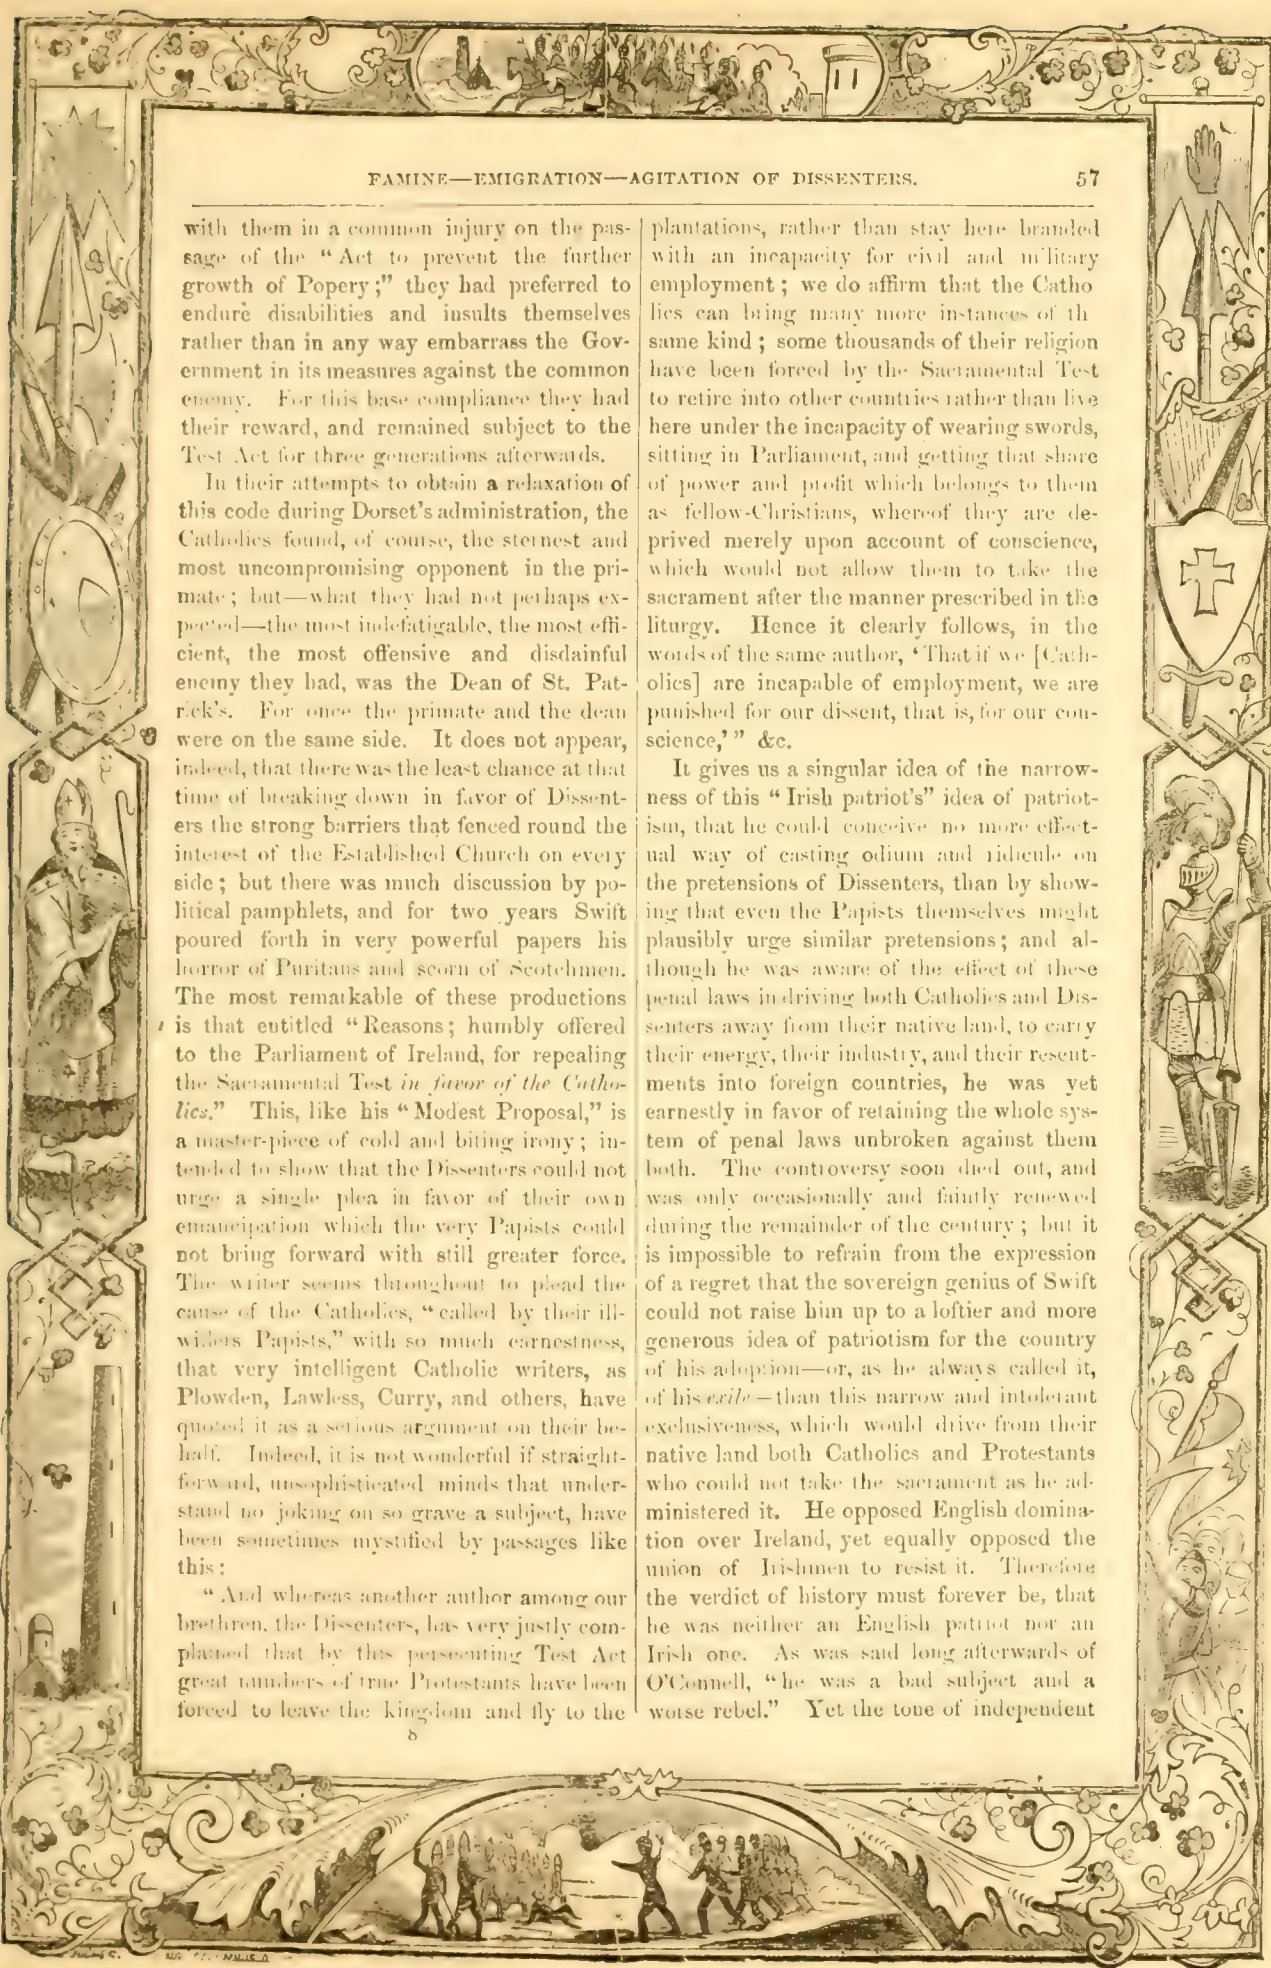 FAMINE—EMIGRATION—AGITATION OF DISSENTERS. 57
with them in a common injury on the pas-
sage of the “Act to prevent the further
growth of Popery;” they had preferred to
endure disabilities and insults themselves
rather than in any way embarrass the Gov-
ernment in its measures against the common
enemy. For this base compliance they had
their reward, and remained subject to the
Test Act for three generations afterwards.
In their attempts to obtain a relaxation of
this code during Dorset’s administration, the
Catholics found, of course, the sternest and
most uncompromising opponent in the pri-
mate; but—what they had not perhaps ex-
pected—the most indefatigable, the most effi-
cient, the most offensive and disdainful
enemy they had, was the Dean of St. Pat-
rick’s. For once the primate and the dean
were on the same side. It does not appear,
indeed, that there was the least chance at that
time of breaking down in favor of Dissent-
ers the strong barriers that fenced round the
interest of the Established Church on every
side; but there was much discussion by po-
litical pamphlets, and for two years Swift
poured forth in very powerful papers his
horror of Puritans and scorn of Scotchmen.
The most remarkable of these productions
is that entitled “Reasons; humbly offered
to the Parliament of Ireland, for repealing
the Sacramental Test in favor of the Catho-
lics.” This, like his “Modest Proposal,” is
a master-piece of cold and biting irony; in-
tended to show that the Dissenters could not
urge a single plea in favor of their own
emancipation which the very Papists could
not bring forward with still greater force.
The writer seems throughout to plead the
cause of the Catholics, “called by their ill-
willers Papists,” with so much earnestness,
that very intelligent Catholic writers, as
Plowden, Lawless, Curry, and others, have
quoted it as a serious argument on their be-
half. Indeed, it is not wonderful if straight-
forward, unsophisticated minds that under-
stand no joking on so grave a subject, have
been sometimes mystified by passages like
this:
“And whereas another author among our
brethren, the Dissenters, has very justly com-
plained that by this persecuting Test Act
great numbers of true Protestants have been
forced to leave the kingdom and fly to the
8
plantations, rather than stay here branded
with an incapacity for civil and military
employment; we do affirm that the Catho
lics can bring many more instances of th
same kind; some thousands of their religion
have been forced by the Sacramental Test
to retire into other countries rather than live
here under the incapacity of wearing swords,
sitting in Parliament, and getting that share
of power and profit which belongs to them
as fellow-Christians, whereof they are de-
prived merely upon account of conscience,
which would not allow them to take the
sacrament after the manner prescribed in the
liturgy. Hence it clearly follows, in the
words of the same author, ‘That if we [Cath-
olics] are incapable of employment, we are
punished for our dissent, that is, for our con-
science,’” &c.
It gives us a singular idea of the narrow-
ness of this “Irish patriot’s” idea of patriot-
ism, that he could conceive no more effect-
ual way of casting odium and ridicule on
the pretensions of Dissenters, than by show-
ing that even the Papists themselves might
plausibly urge similar pretensions; and al-
though he was aware of the effect of these
penal laws in driving both Catholics and Dis-
senters away from their native land, to carry
their energy, their industry, and their resent-
ments into foreign countries, he was yet
earnestly in favor of retaining the whole sys-
tem of penal laws unbroken against them
both. The controversy soon died out, and
was only occasionally and faintly renewed
during the remainder of the century; but it
is impossible to refrain from the expression
of a regret that the sovereign genius of Swift
could not raise him up to a loftier and more
generous idea of patriotism for the country
of his adoption—or, as he always called it,
of his exile—than this narrow and intolerant
exclusiveness, which would drive from their
native land both Catholics and Protestants
who could not take the sacrament as he ad-
ministered it. He opposed English domina-
tion over Ireland, yet equally opposed the
union of Irishmen to resist it. Therefore
the verdict of history must forever be, that
he was neither an English patriot nor an
Irish one. As was said long afterwards of
O’Connell, “he was a bad subject and a
worse rebel.” Yet the tone of independent